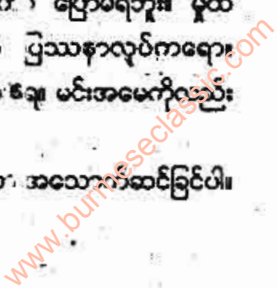 ပြောမရဘူး။ မူထ
ပြဿနာလုပ်ကရော။
ခု။ မင်းအမေကိုလည်း
အသောက်ဆင်ခြင်ပါ။
www.burmeseclassic.com